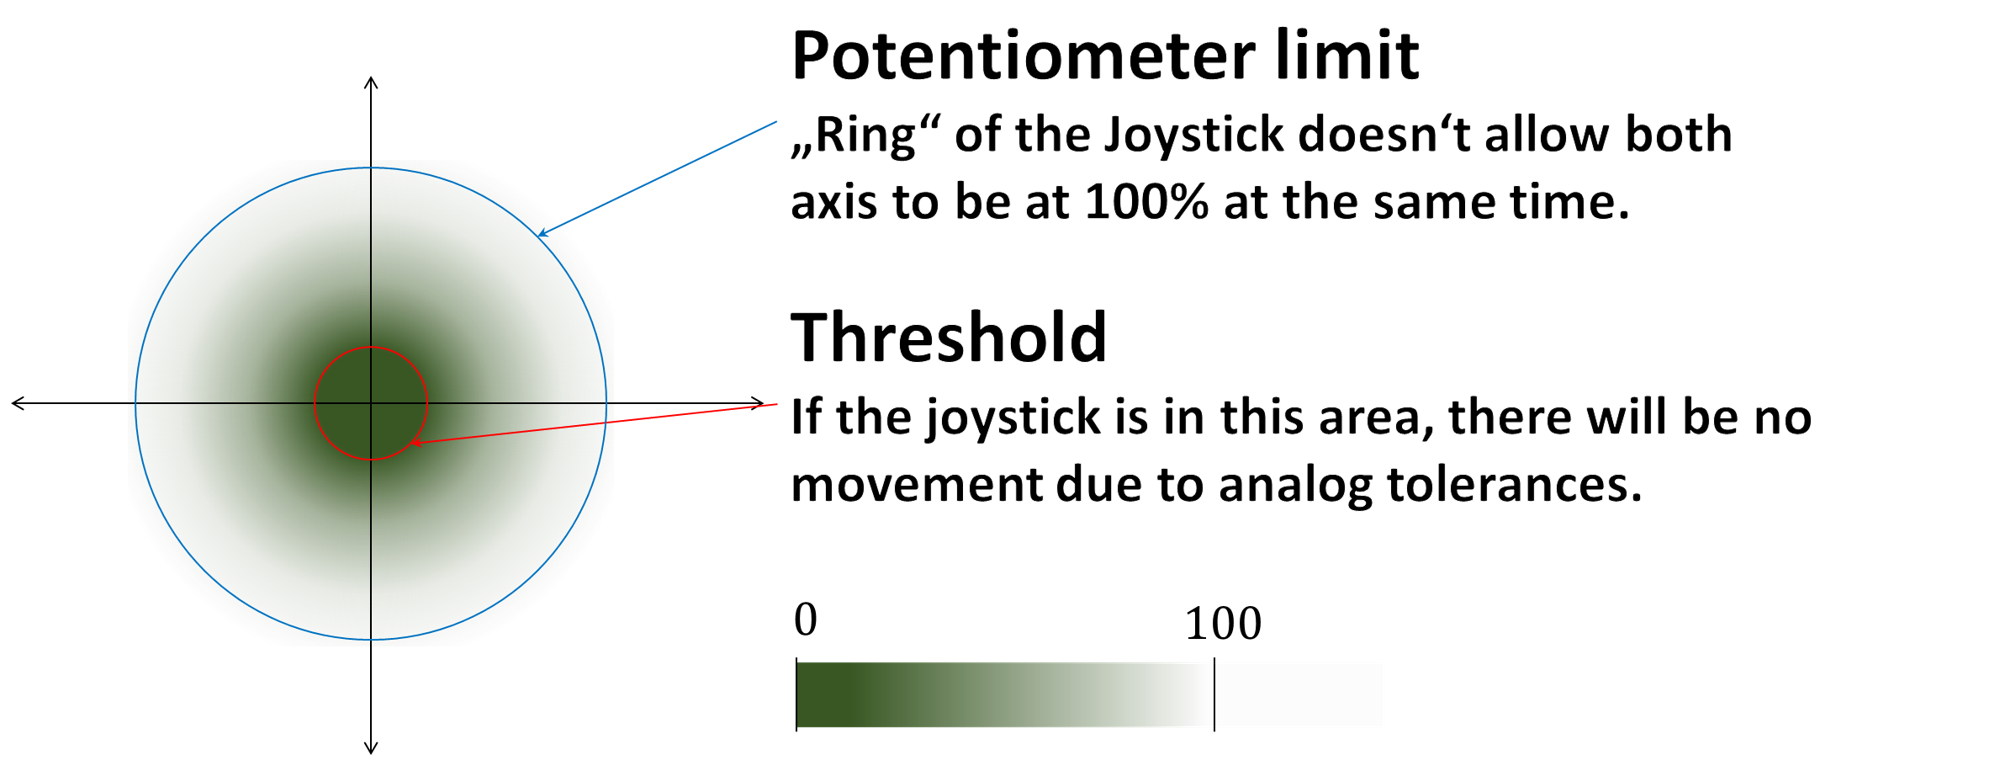 Potentiometer limit
„Ring“ of the Joystick doesn‘t allow both
axis to be at 100% at the same time.
Threshold
If the joystick is in this area, there will be no
movement due to analog tolerances.
0
100